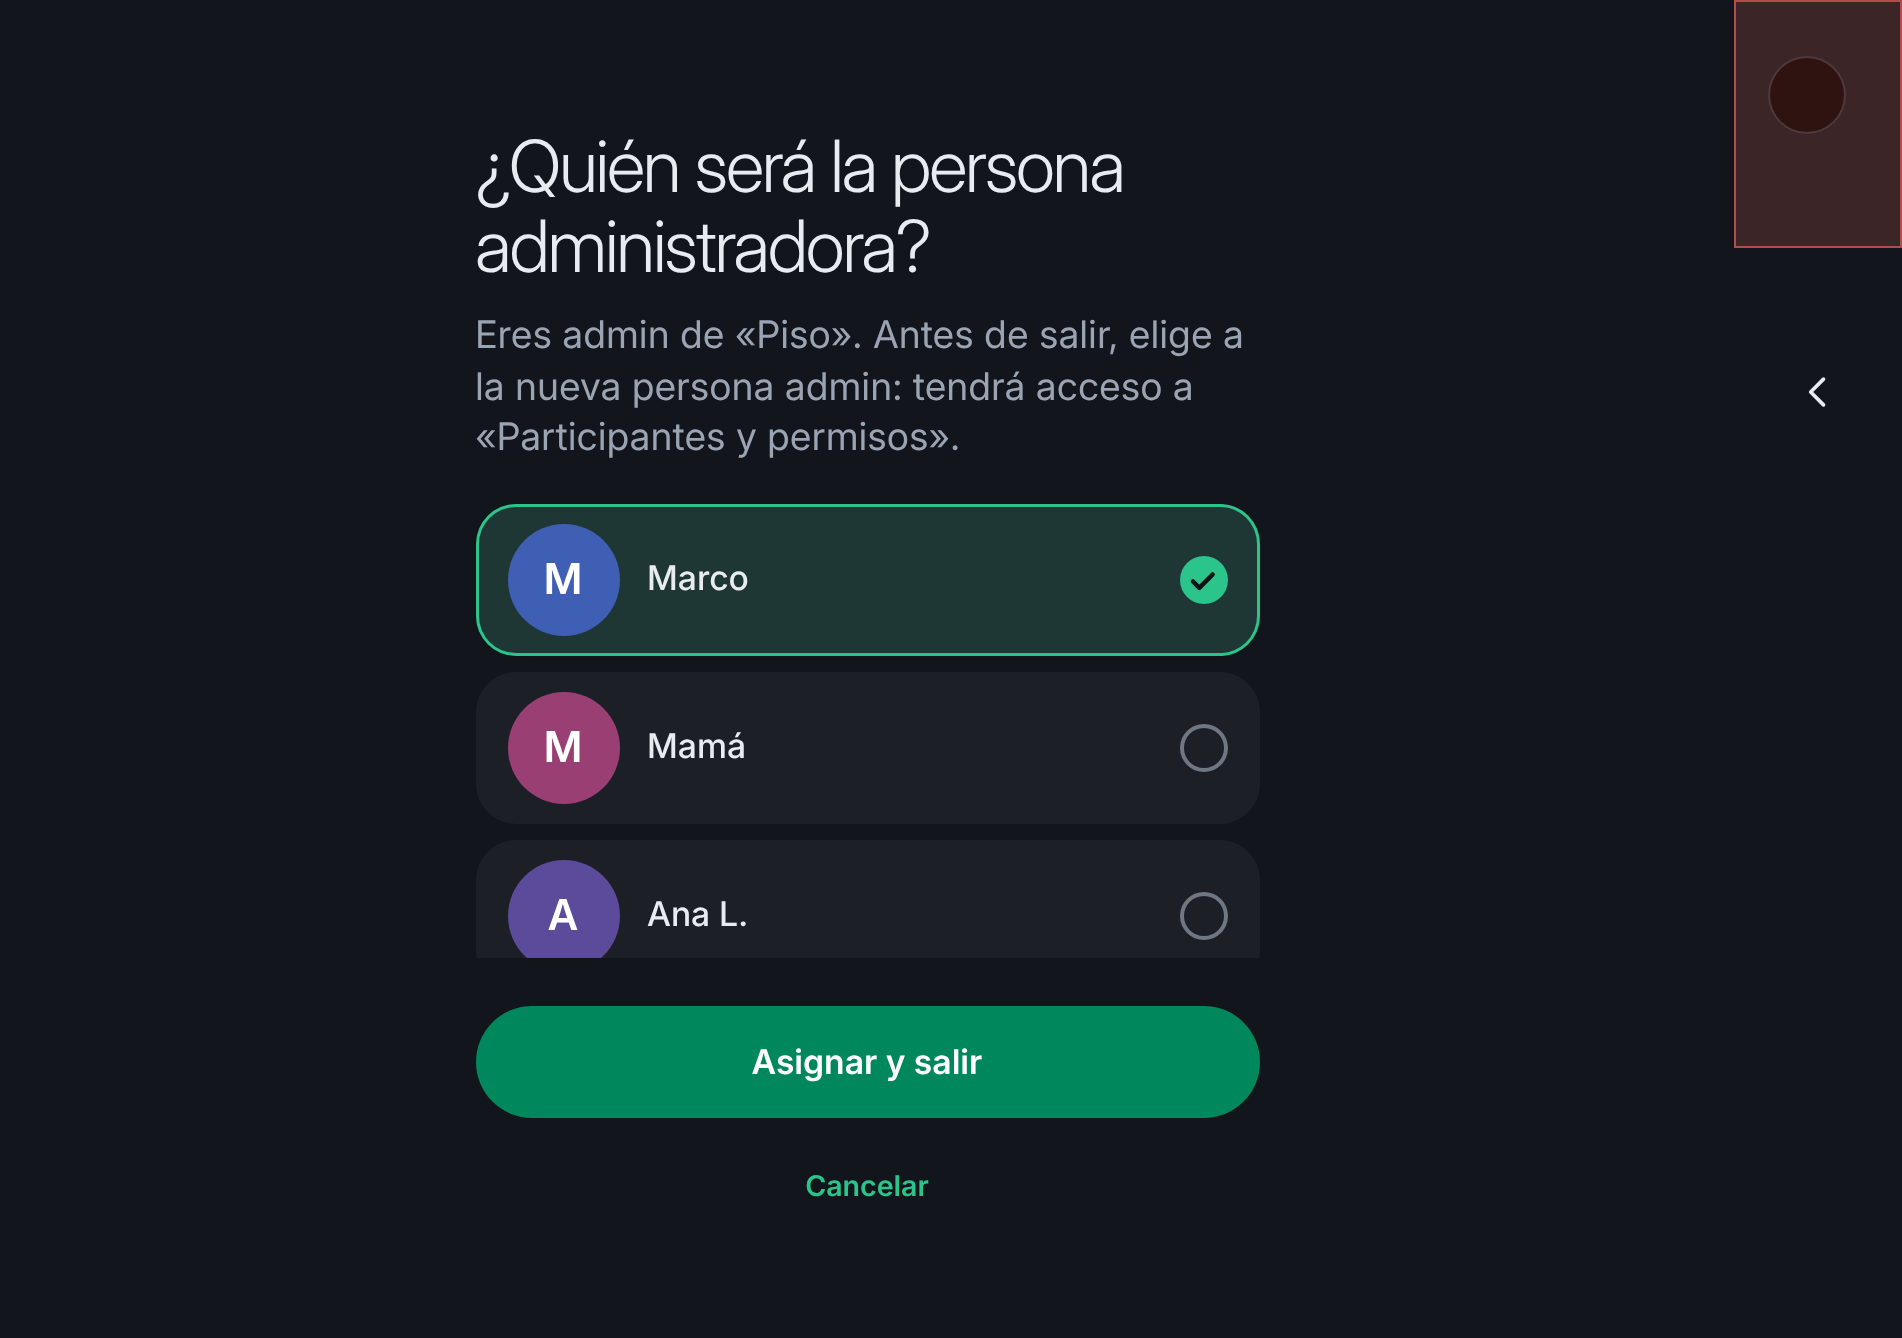 ¿Quién será la persona
administradora?
Eres admin de «Piso». Antes de salir, elige a
la nueva persona admin: tendrá acceso a
«Participantes y permisos».
M Marco
M Mamá
A Ana L.
Asignar y salir
Cancelar